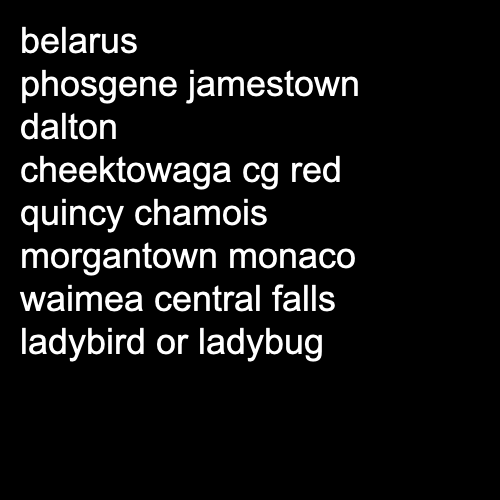 belarus
phosgene jamestown
dalton
cheektowaga cg red
quincy chamois
morgantown monaco
waimea central falls
ladybird or ladybug